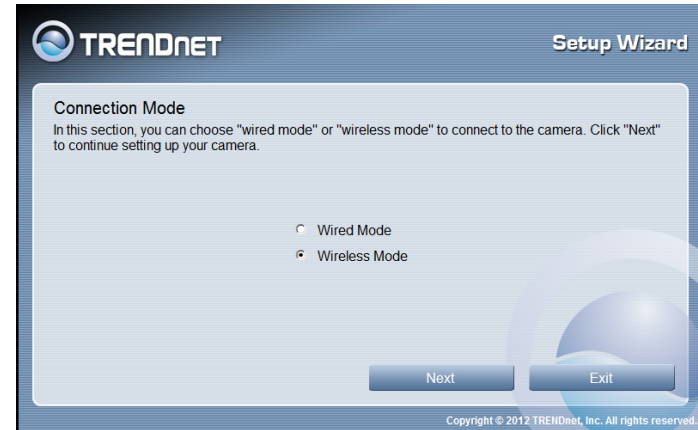 TRENDNET
Setup Wizard
Connection Mode
In this section, you can choose "wired mode" or "wireless mode" to connect to the camera. Click "Next"
to continue setting up your camera.
Wired Mode
Wireless Mode
Next
Exit
Copyright © 2012 TRENDnet, Inc. All rights reserved.